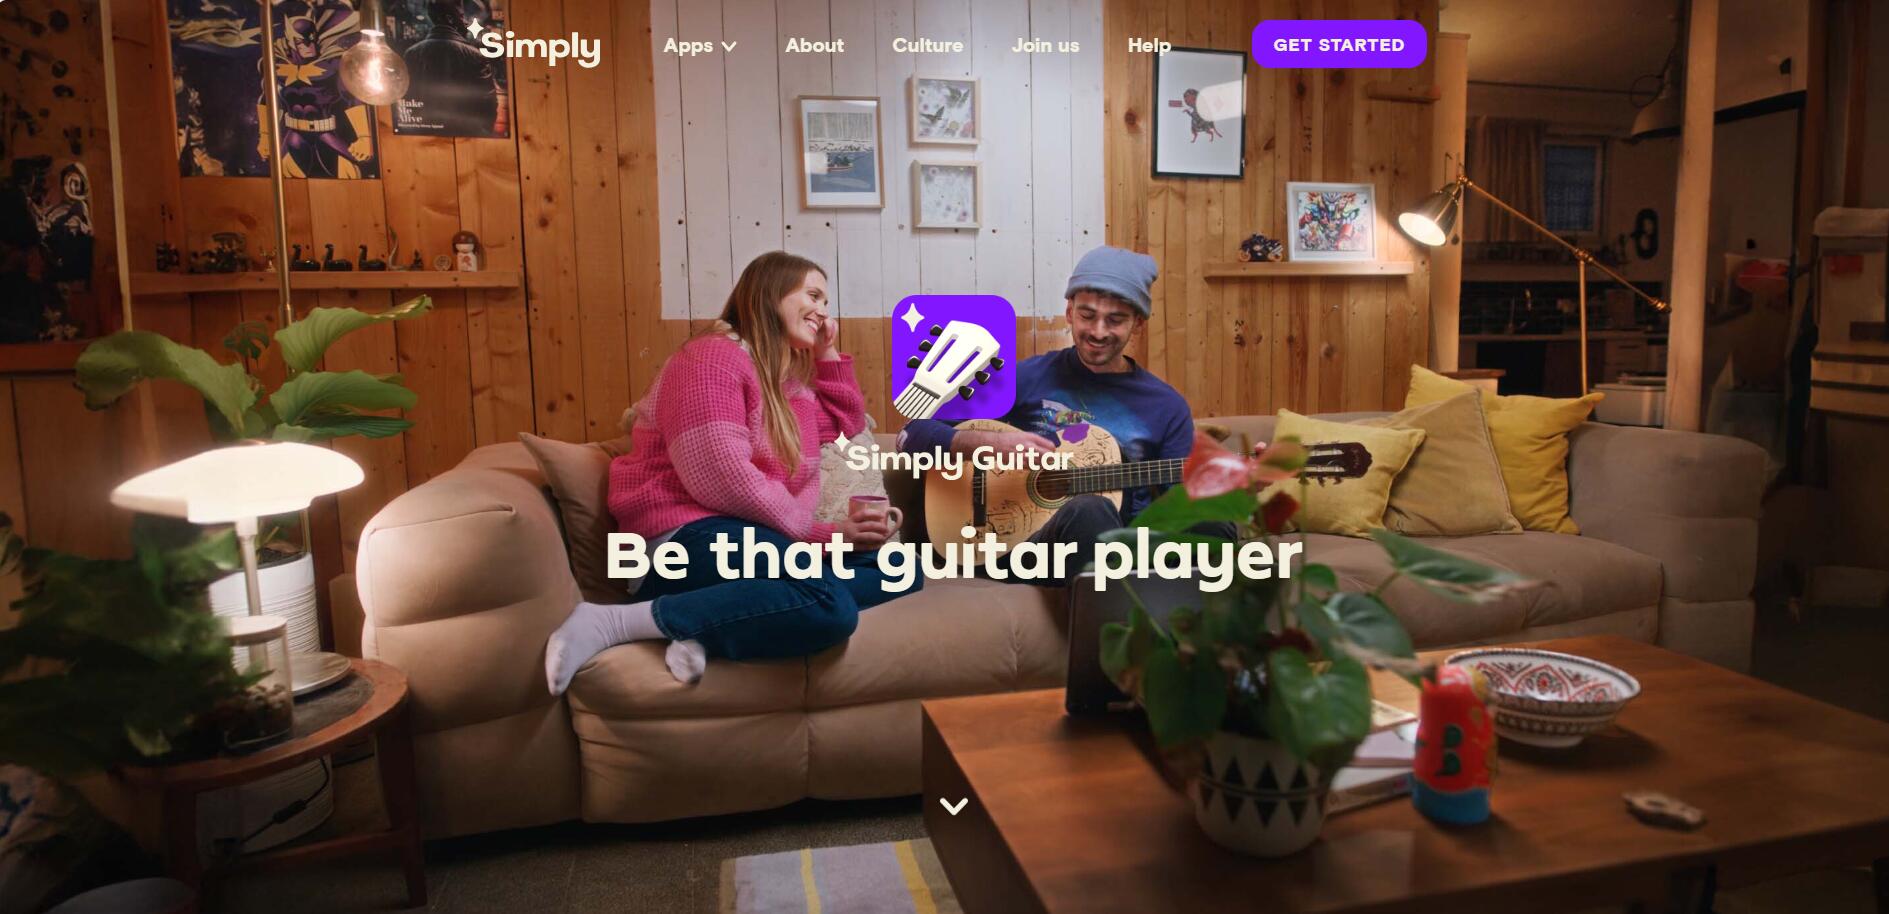 Simply
Apps
About
Culture
Join us
Help
GET STARTED
Make
Me
Alive
Simply Guitar
Be that guitar player